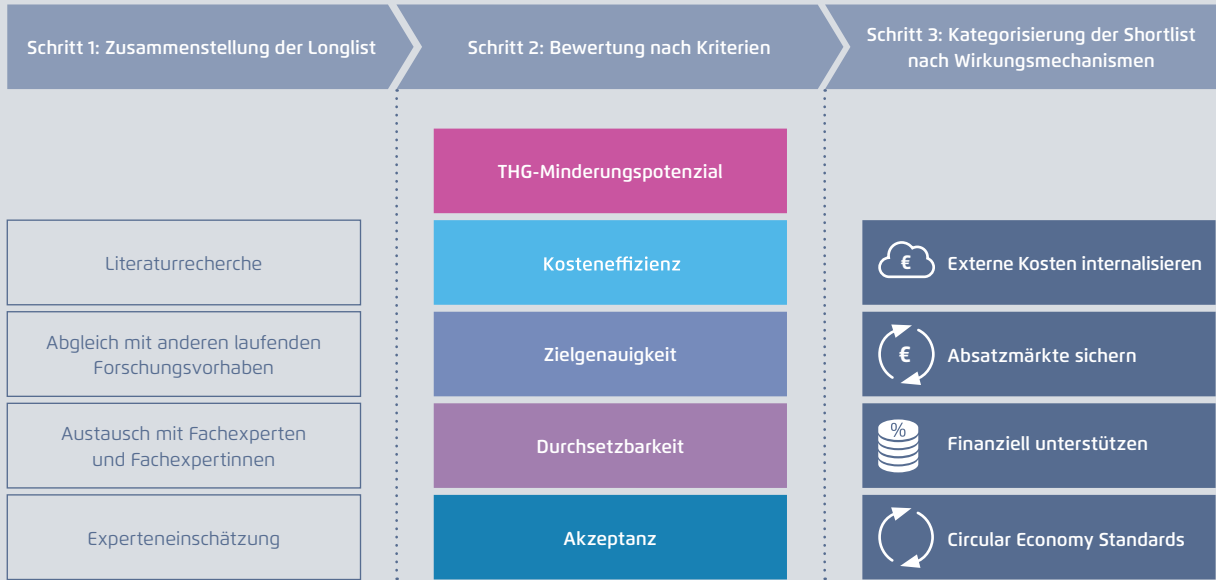 Schritt 1: Zusammenstellung der Longlist
Schritt 2: Bewertung nach Kriterien
Schritt 3: Kategorisierung der Shortlist
nach Wirkungsmechanismen
Literaturrecherche
Abgleich mit anderen laufenden
Forschungsvorhaben
Austausch mit Fachexperten
und Fachexpertinnen
Experteneinschätzung
THG-Minderungspotenzial
Kosteneffizienz
Zielgenauigkeit
Durchsetzbarkeit
Akzeptanz
€ Externe Kosten internalisieren
€ Absatzmärkte sichern
% Finanziell unterstützen
Circular Economy Standards